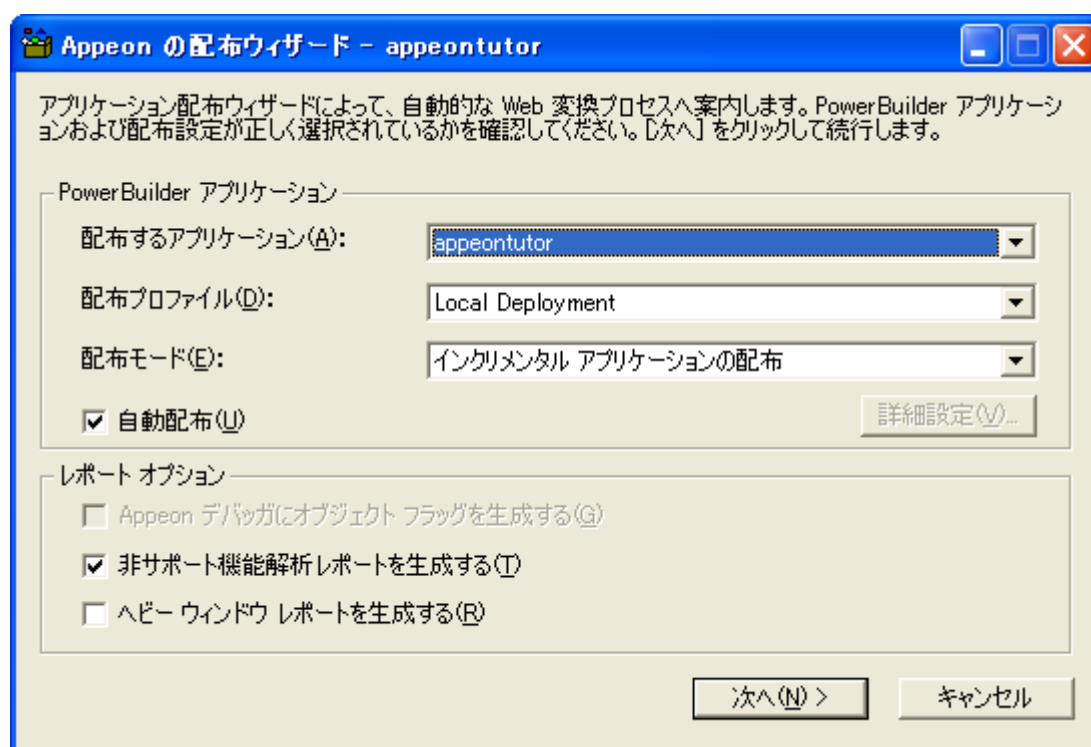 Appeon の配布ウィザード - appeontutor
アプリケーション配布ウィザードによって、自動的な Web 変換プロセスへ案内します。PowerBuilder アプリケーシ
ョンおよび配布設定が正しく選択されているかを確認してください。[次へ] をクリックして続行します。
PowerBuilder アプリケーション
配布するアプリケーション(A): appeontutor
配布プロファイル(D): Local Deployment
配布モード(E): インクリメンタル アプリケーションの配布
自動配布(U) 詳細設定(V)...
レポート オプション
Appeon デバッガにオブジェクト フラッグを生成する(G)
非サポート機能解析レポートを生成する(T)
ヘビー ウィンドウ レポートを生成する(R)
次へ(N) > キャンセル